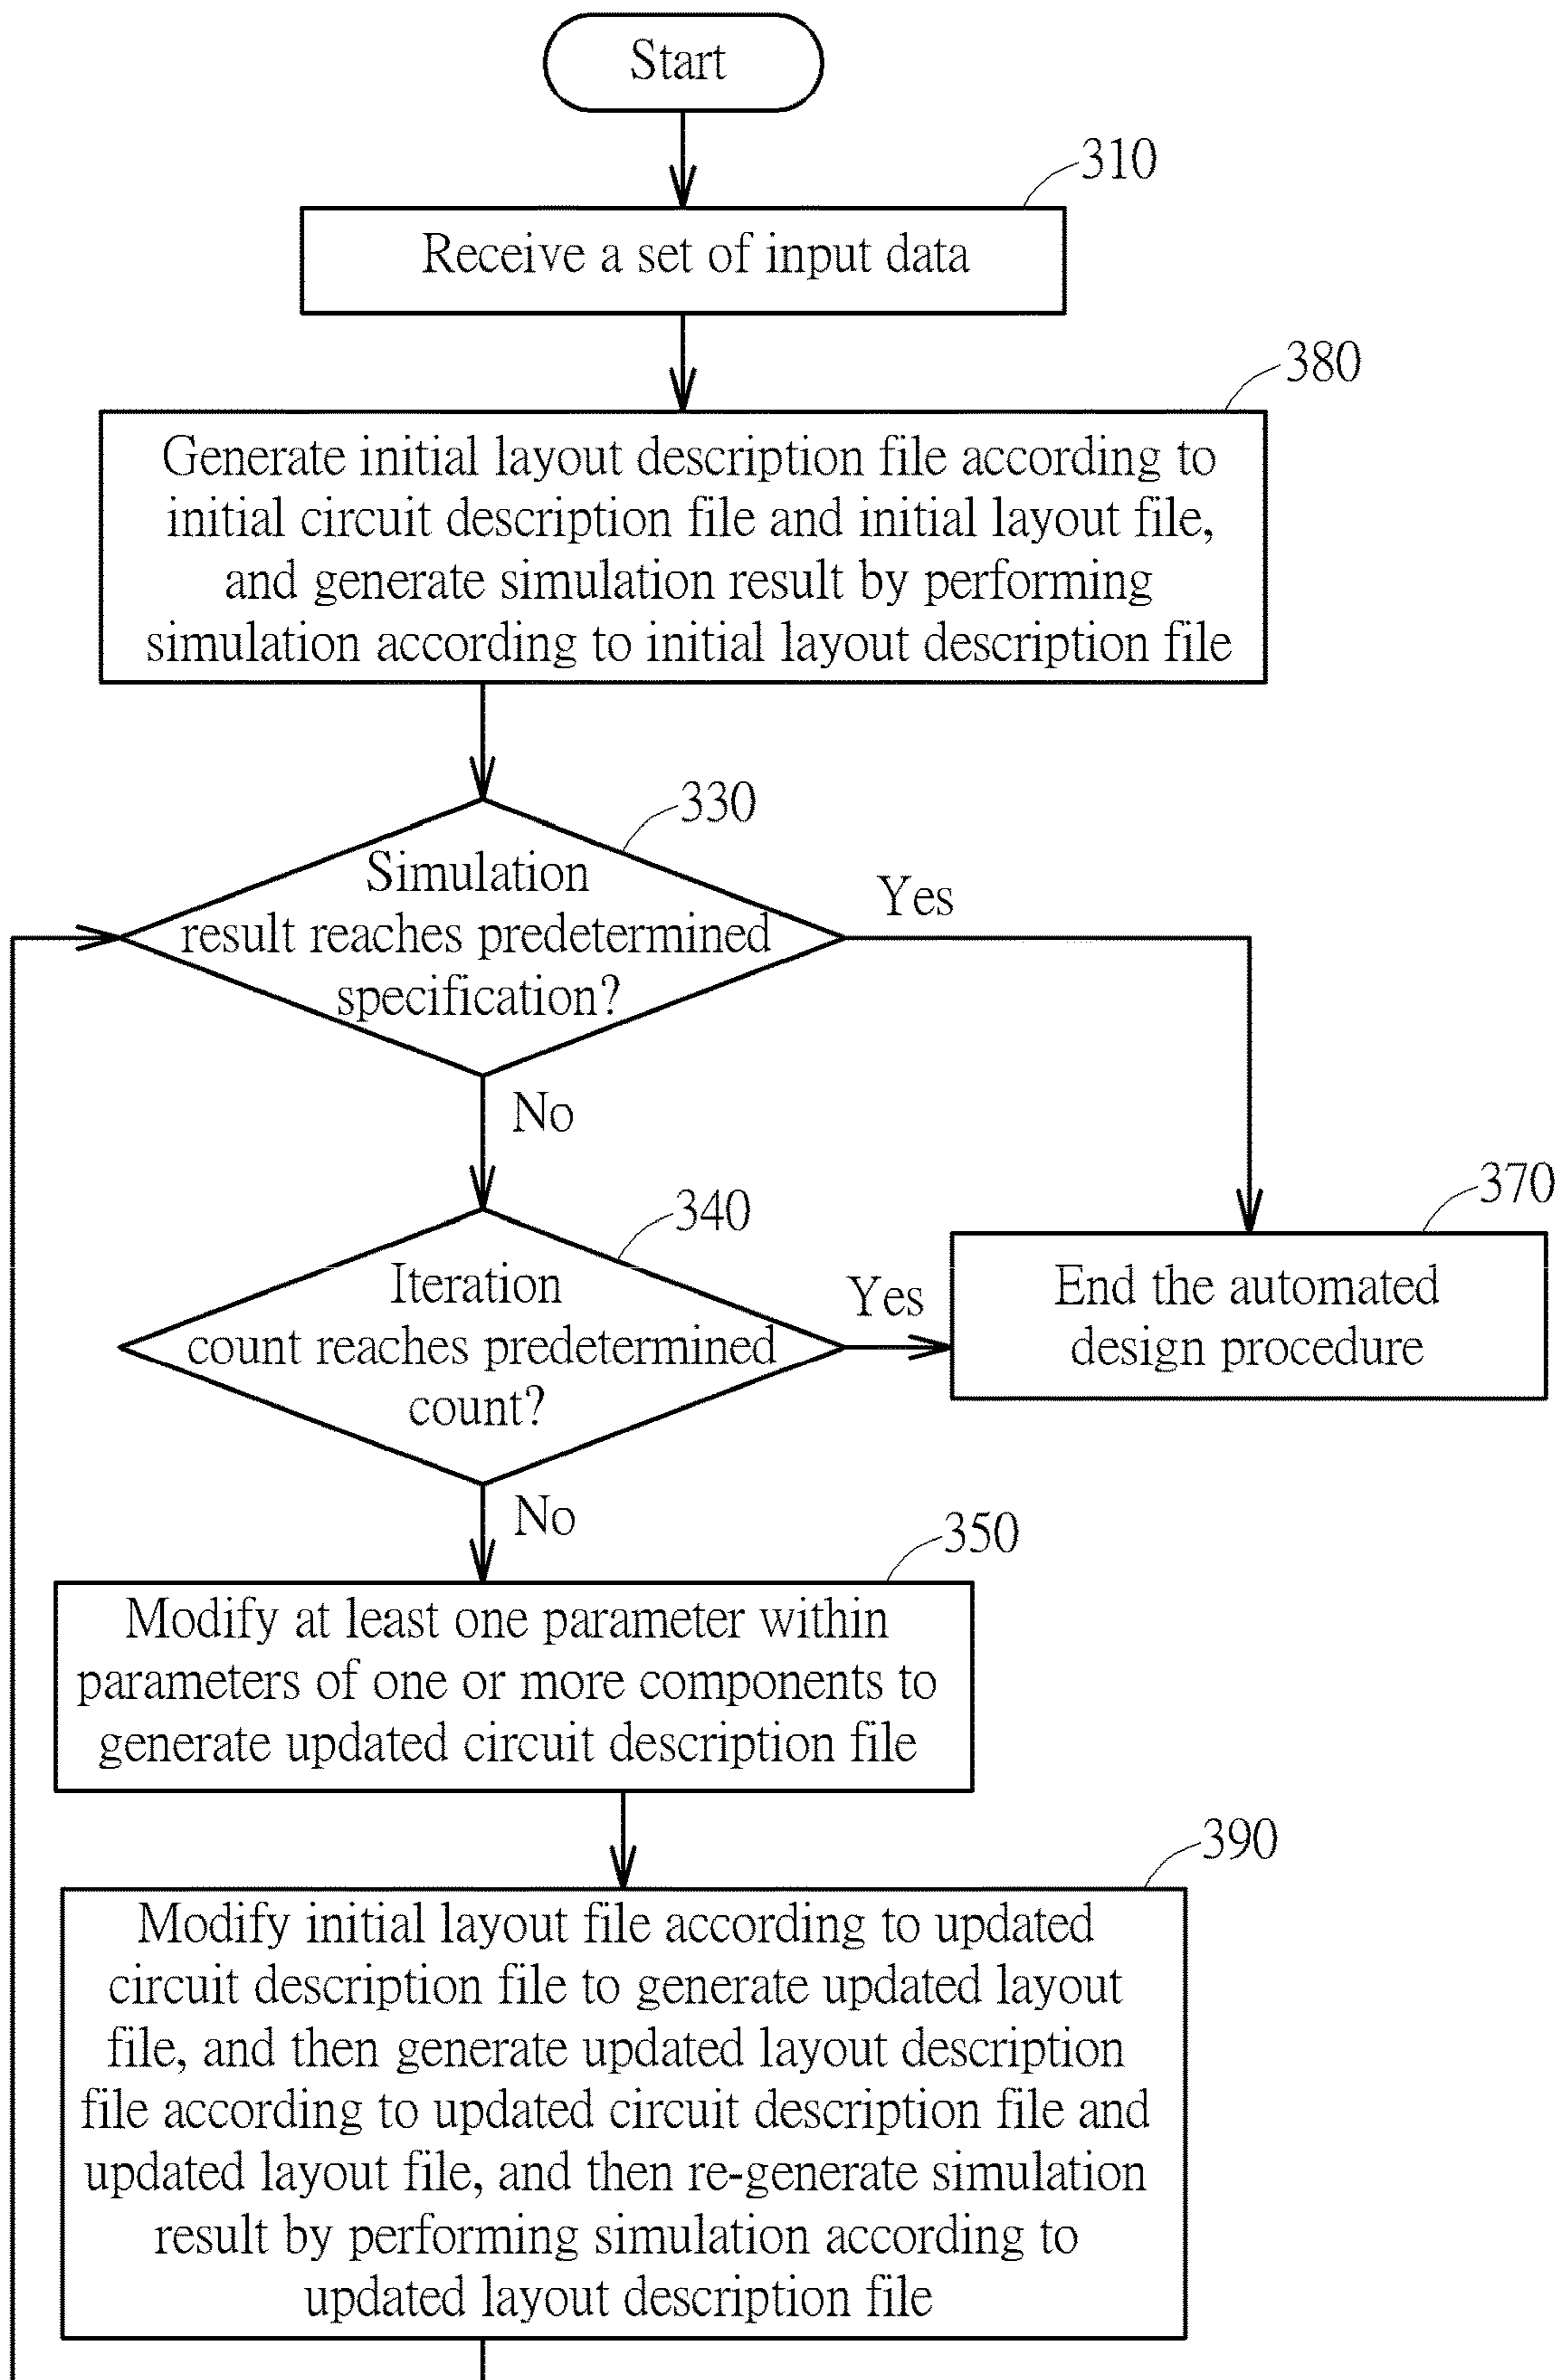 Start
310
Receive a set of input data
380
Generate initial layout description file according to
initial circuit description file and initial layout file,
and generate simulation result by performing
simulation according to initial layout description file
330
Simulation
result reaches predetermined
specification?
Yes
No
340
Iteration
count reaches predetermined
count?
Yes
370
End the automated
design procedure
No
350
Modify at least one parameter within
parameters of one or more components to
generate updated circuit description file
390
Modify initial layout file according to updated
circuit description file to generate updated layout
file, and then generate updated layout description
file according to updated circuit description file and
updated layout file, and then re-generate simulation
result by performing simulation according to
updated layout description file